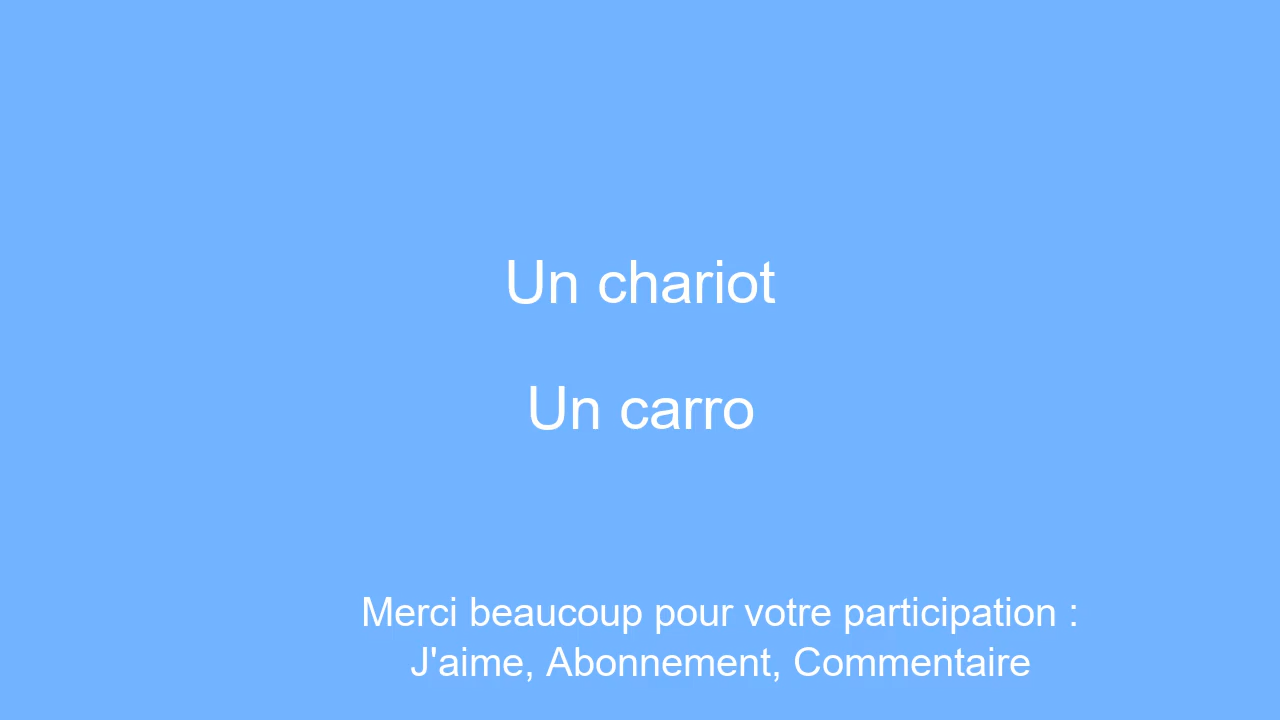 Un chariot
Un carro
Merci beaucoup pour votre participation :
J'aime, Abonnement, Commentaire